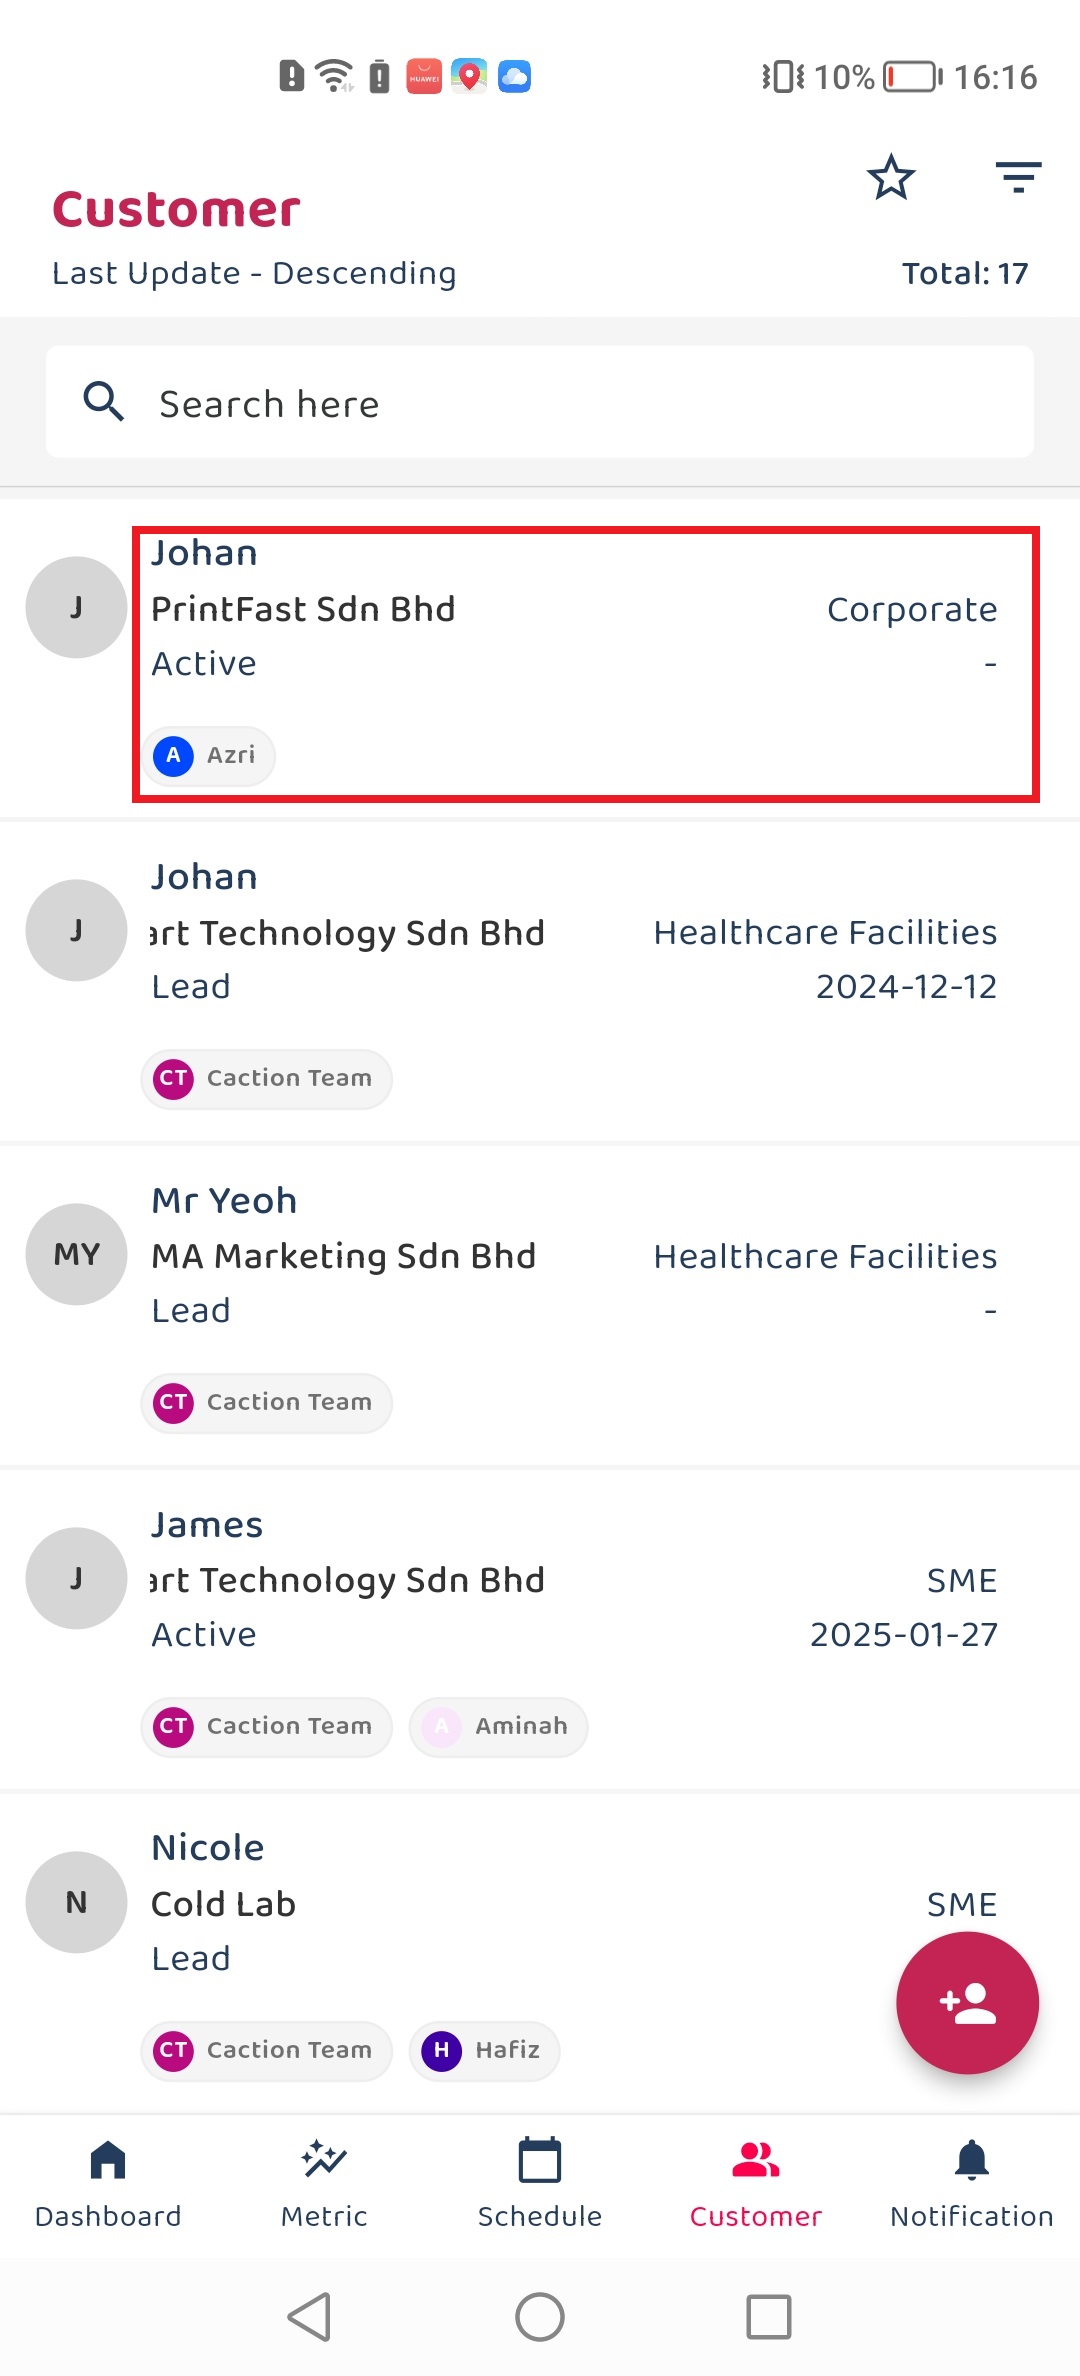 HUAWEI
10%
16:16
Customer
Last Update - Descending
Total: 17
Search here
J
Johan
PrintFast Sdn Bhd
Corporate
Active
-
A Azri
J
Johan
art Technology Sdn Bhd
Healthcare Facilities
Lead
2024-12-12
CT Caction Team
MY
Mr Yeoh
MA Marketing Sdn Bhd
Healthcare Facilities
Lead
-
CT Caction Team
J
James
art Technology Sdn Bhd
SME
Active
2025-01-27
CT Caction Team
A Aminah
N
Nicole
Cold Lab
SME
Lead
CT Caction Team
H Hafiz
Dashboard
Metric
Schedule
Customer
Notification